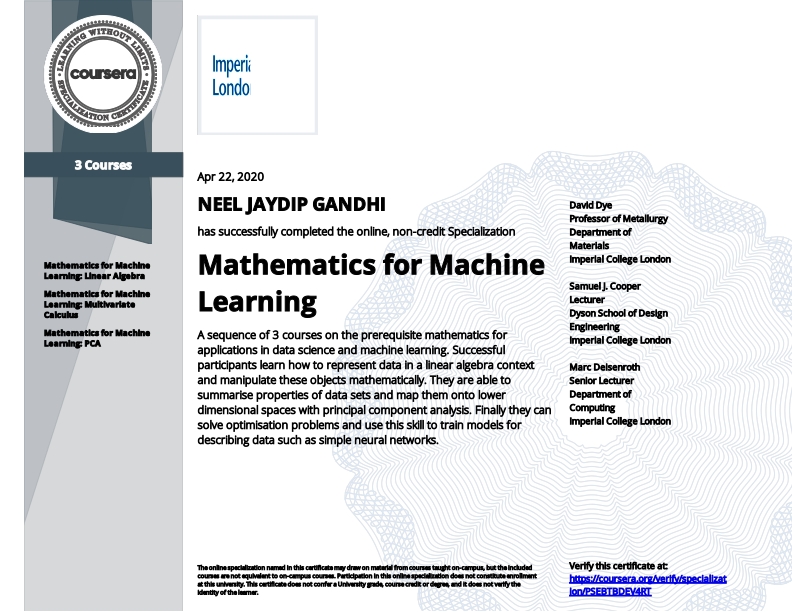 LEARNING WITHOUT LIMITS
coursera
SPECIALIZATION CERTIFICATE
3 Courses
Mathematics for Machine
Learning: Linear Algebra
Mathematics for Machine
Learning: Multivariate
Calculus
Mathematics for Machine
Learning: PCA
Imperia
London
Apr 22, 2020
NEEL JAYDIP GANDHI
has successfully completed the online, non-credit Specialization
Mathematics for Machine
Learning
A sequence of 3 courses on the prerequisite mathematics for
applications in data science and machine learning. Successful
participants learn how to represent data in a linear algebra context
and manipulate these objects mathematically. They are able to
summarise properties of data sets and map them onto lower
dimensional spaces with principal component analysis. Finally they can
solve optimisation problems and use this skill to train models for
describing data such as simple neural networks.
David Dye
Professor of Metallurgy
Department of
Materials
Imperial College London
Samuel J. Cooper
Lecturer
Dyson School of Design
Engineering
Imperial College London
Marc Deisenroth
Senior Lecturer
Department of
Computing
Imperial College London
The online specialization named in this certificate may draw on material from courses taught on-campus, but the included
courses are not equivalent to on-campus courses. Participation in this online specialization does not constitute enrollment
at this university. This certificate does not confer a University grade, course credit or degree, and it does not verify the
identity of the learner.
Verify this certificate at:
https://coursera.org/verify/specializat
ion/PSEBTBDEV4RT